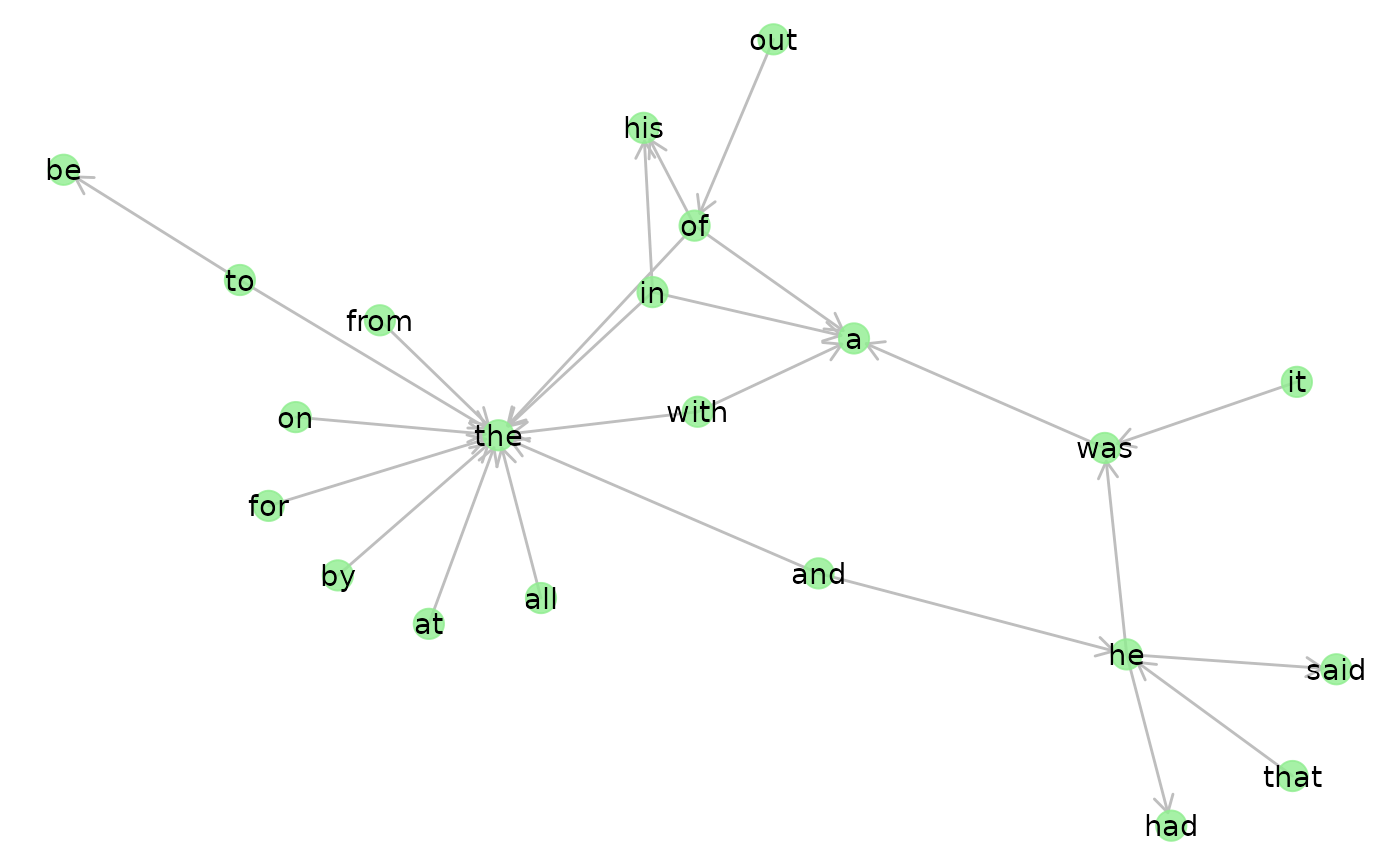 out
his
be
of
to
in
from
a
it
with
on
the
was
for
and
by
all
at
he
said
that
had